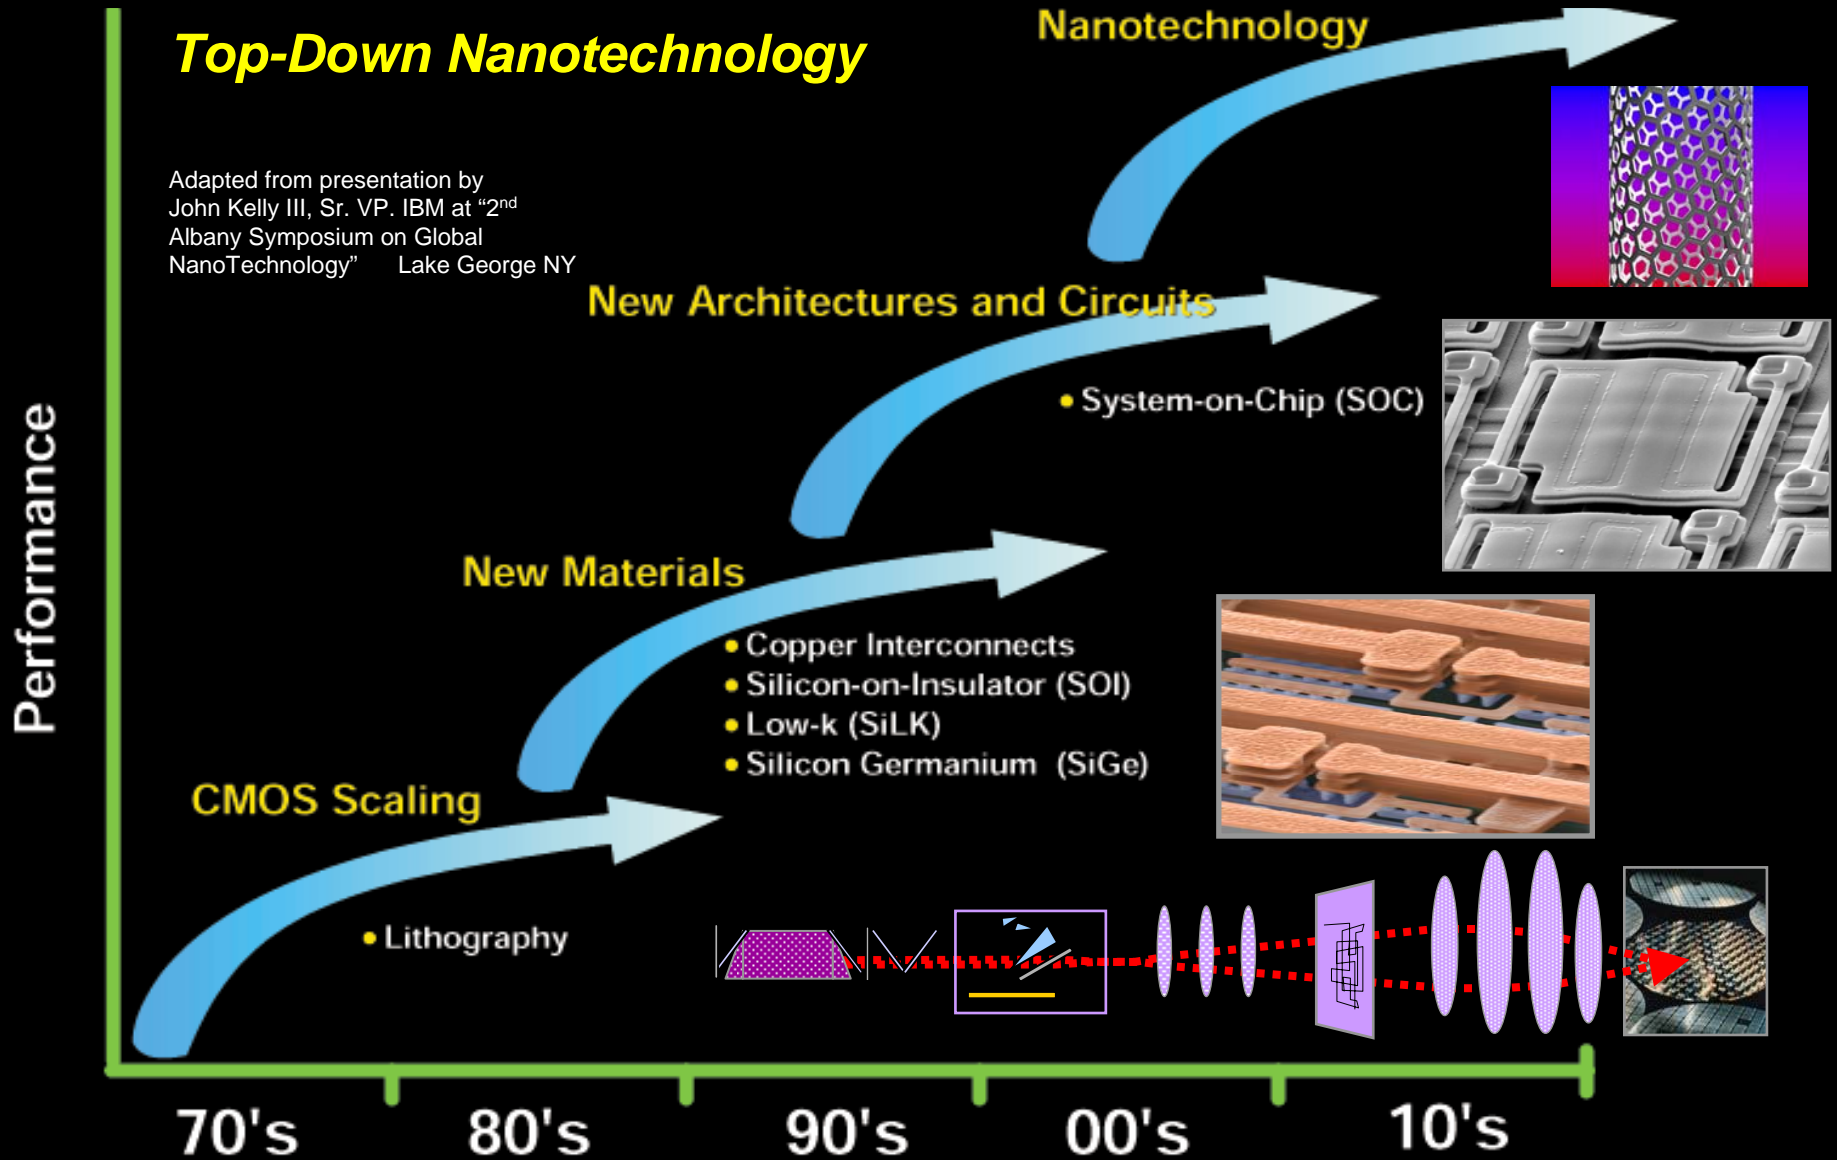 Top-Down Nanotechnology
Nanotechnology
Adapted from presentation by
John Kelly III, Sr. VP. IBM at “2nd
Albany Symposium on Global
NanoTechnology” Lake George NY
New Architectures and Circuits
• System-on-Chip (SOC)
New Materials
• Copper Interconnects
• Silicon-on-Insulator (SOI)
• Low-k (SiLK)
• Silicon Germanium (SiGe)
CMOS Scaling
• Lithography
Performance
70's 80's 90's 00's 10's